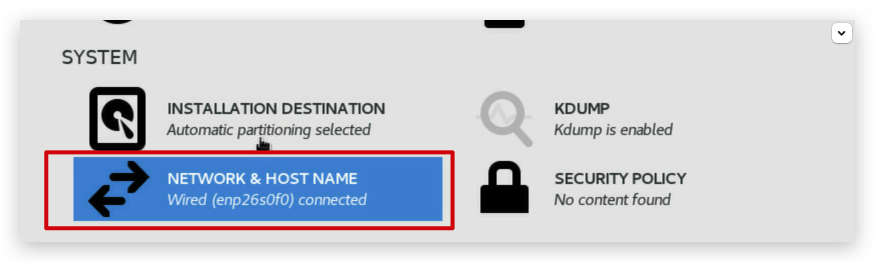 SYSTEM
INSTALLATION DESTINATION
Automatic partitioning selected
KDUMP
Kdump is enabled
NETWORK & HOST NAME
Wired (enp26s0f0) connected
SECURITY POLICY
No content found